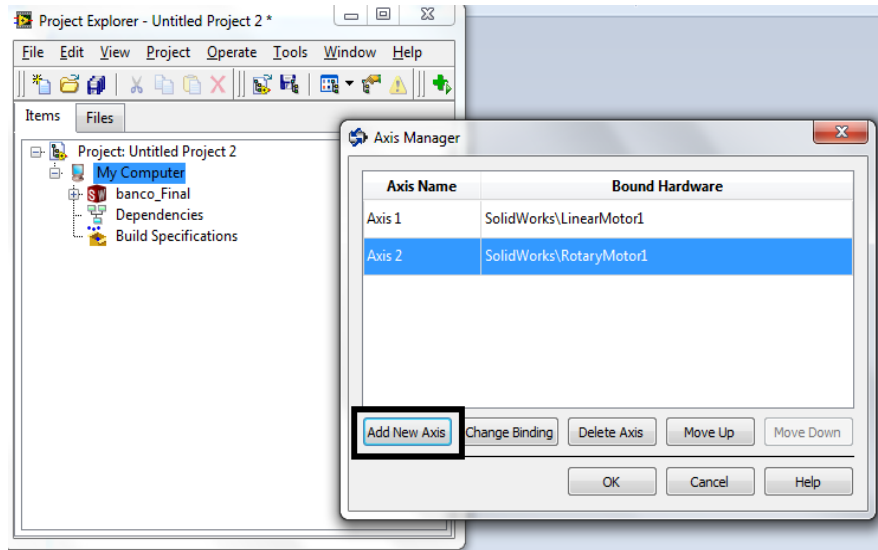 Project Explorer - Untitled Project 2 *
File Edit View Project Operate Tools Window Help
Items Files
Project: Untitled Project 2
My Computer
banco_Final
Dependencies
Build Specifications
Axis Manager
Axis Name Bound Hardware
Axis 1 SolidWorks\LinearMotor1
Axis 2 SolidWorks\RotaryMotor1
Add New Axis Change Binding Delete Axis Move Up Move Down
OK Cancel Help